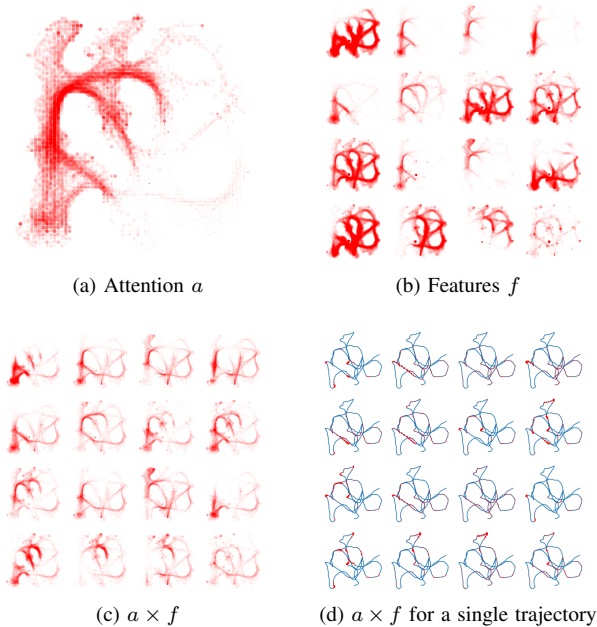 (a) Attention a
(b) Features f
(c) a × f
(d) a × f for a single trajectory